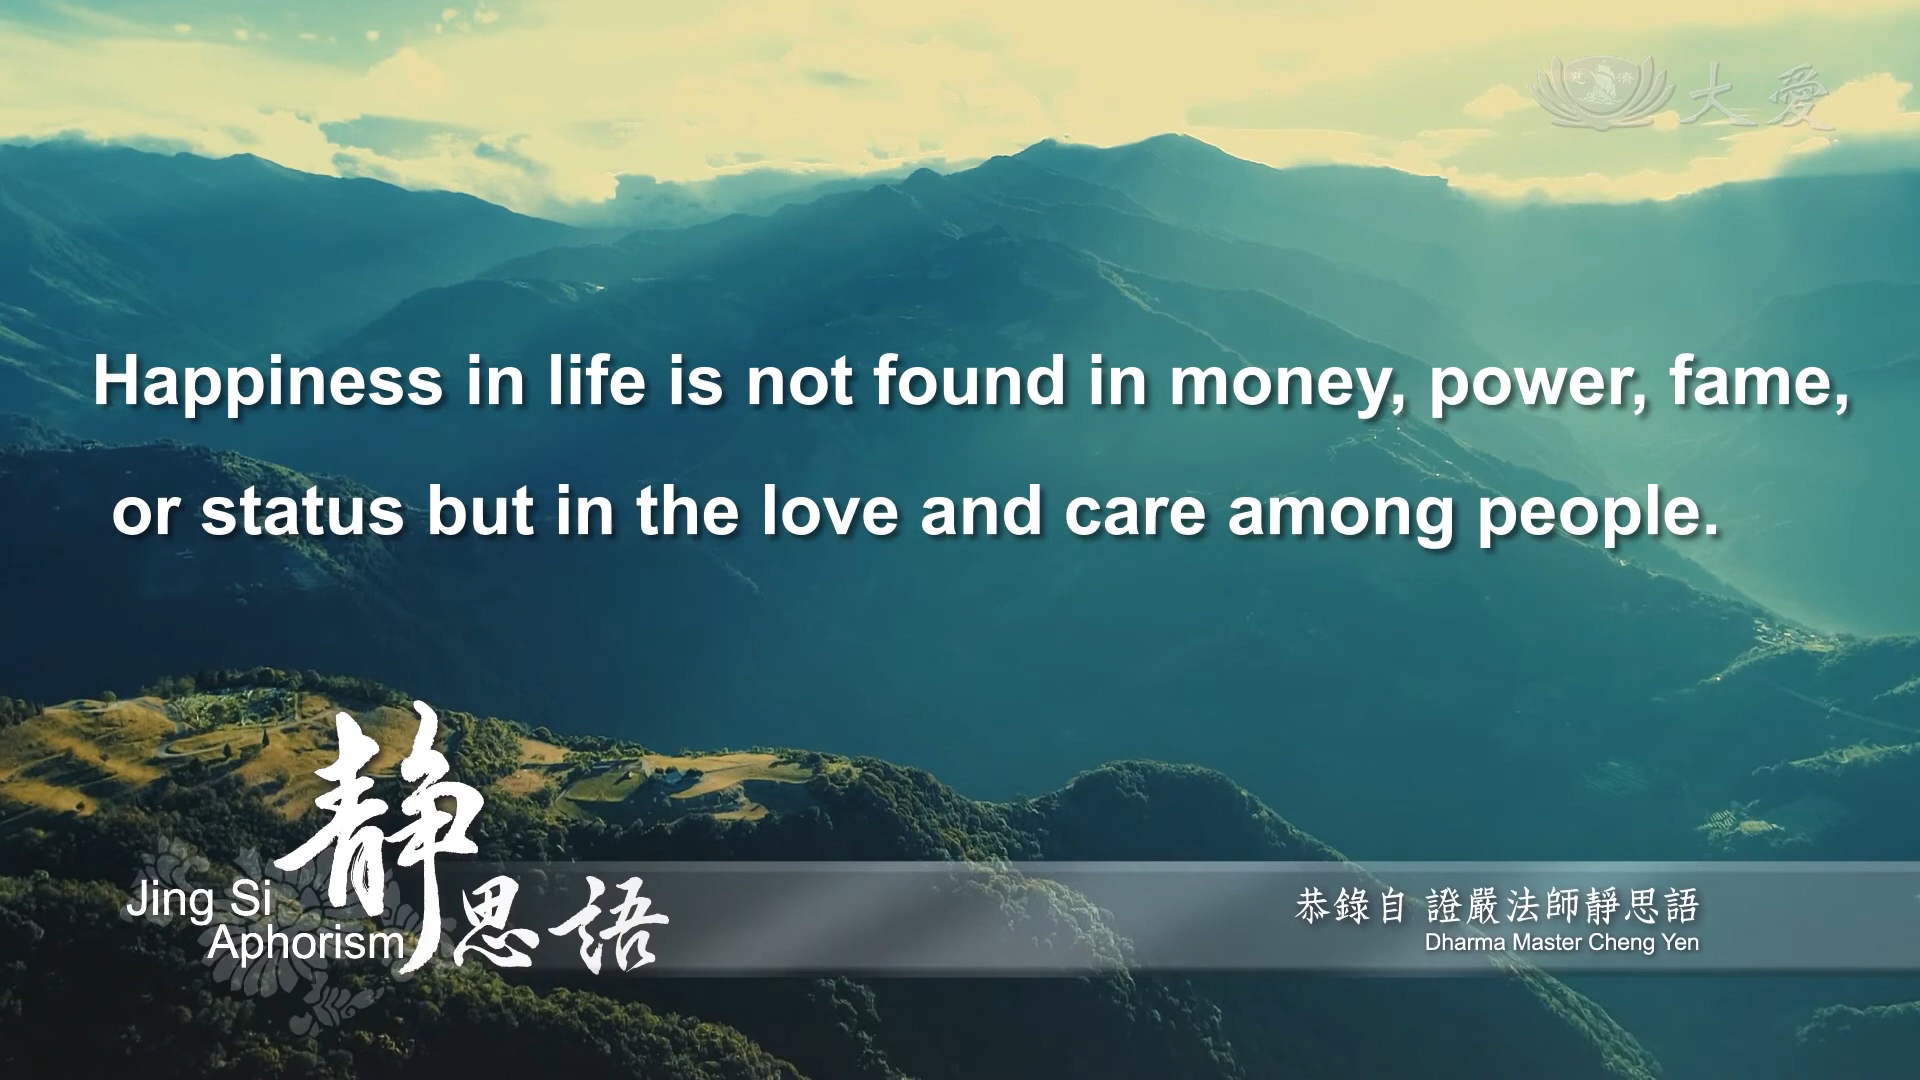 慈濟 大愛
Happiness in life is not found in money, power, fame,
or status but in the love and care among people.
靜思語
Jing Si
Aphorism
恭錄自 證嚴法師靜思語
Dharma Master Cheng Yen